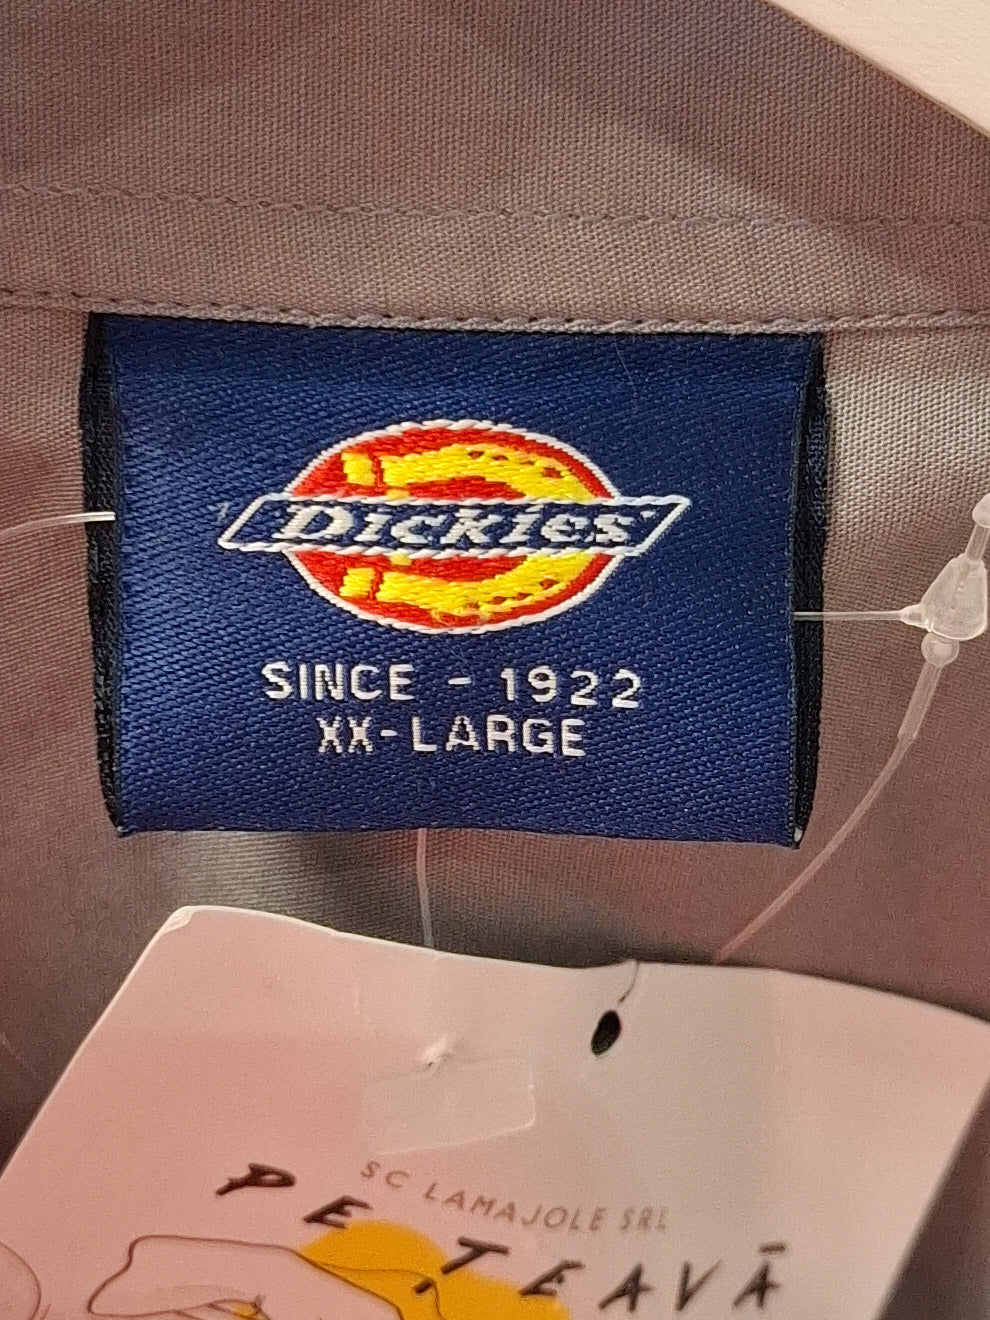 Dickies
SINCE - 1922
XX-LARGE
SC LAMAJOLE SRL
PE TEAVĂ